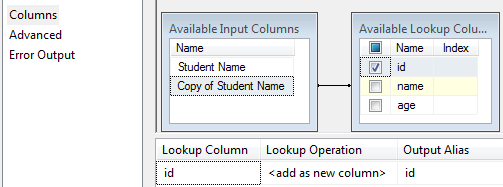 Columns
Advanced
Error Output
Available Input Columns
Name
Student Name
Copy of Student Name
Available Lookup Colu...
Name Index
id
name
age
Lookup Column Lookup Operation Output Alias
id <add as new column> id